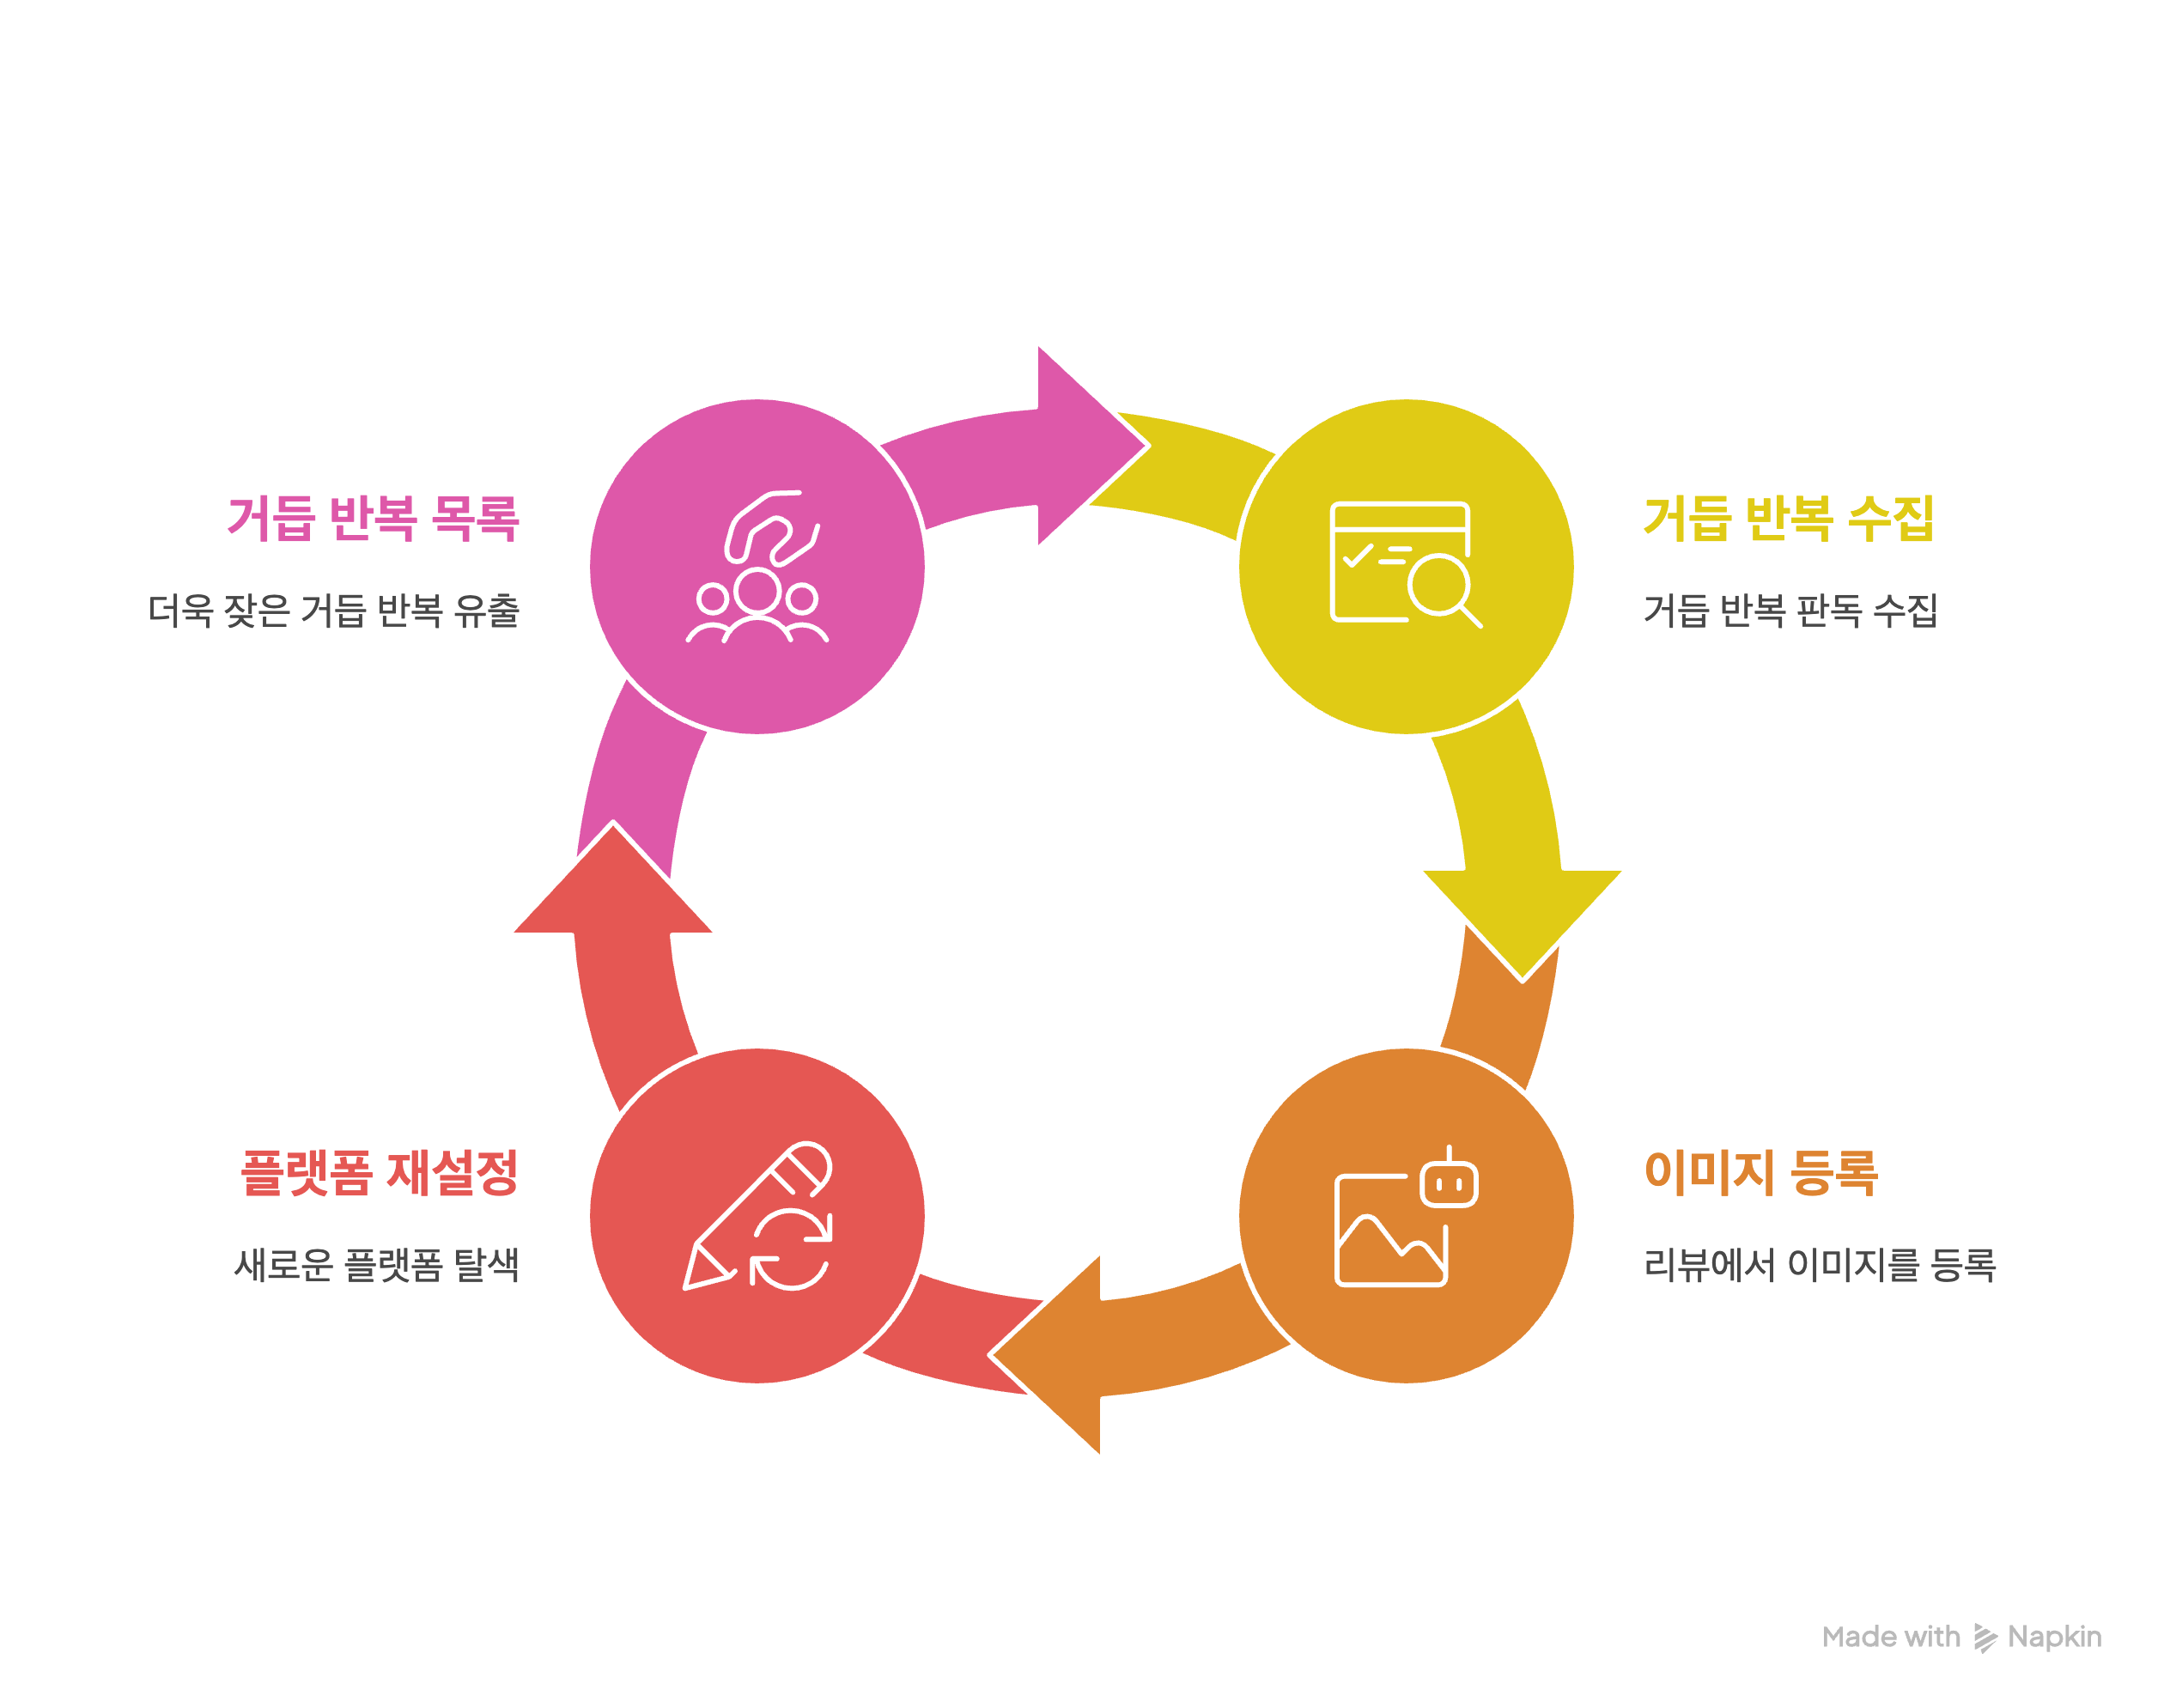 거듭 반복 목록
더욱 잦은 거듭 반복 유출
거듭 반복 수집
거듭 반복 판독 수집
플랫폼 재설정
새로운 플랫폼 탐색
이미지 등록
리뷰에서 이미지를 등록
Made with Napkin